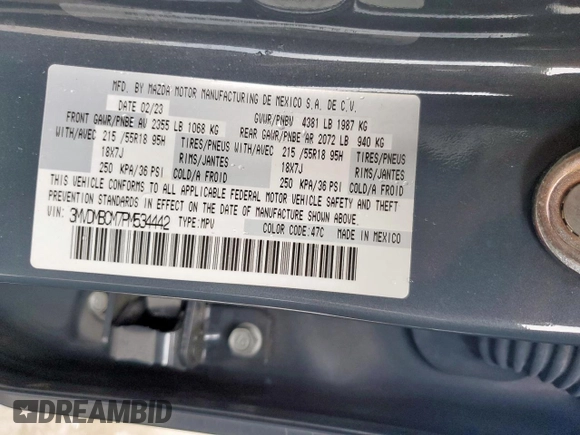 MFD. BY MAZDA MOTOR MANUFACTURING DE MEXICO S.A. DE C.V.
DATE 02/23 GVWR/PNBV 4381 LB 1987 KG
FRONT GAWR/PNBE AV 2355 LB 1068 KG REAR GAWR/PNBE AR 2072 LB 940 KG
WITH/AVEC 215 /55R18 95H TIRES/PNEUS WITH/AVEC 215 /55R18 95H TIRES/PNEUS
18X7J RIMS/JANTES 18X7J RIMS/JANTES
250 KPA/36 PSI COLD/A FROID 250 KPA/36 PSI COLD/A FROID
THIS VEHICLE CONFORMS TO ALL APPLICABLE FEDERAL MOTOR VEHICLE SAFETY AND THEFT
PREVENTION STANDARDS IN EFFECT ON THE DATE OF MANUFACTURE SHOWN ABOVE.
VIN: 3MVDMBCM7PM534442 TYPE: MPV COLOR CODE: 47C MADE IN MEXICO
DREAMBID